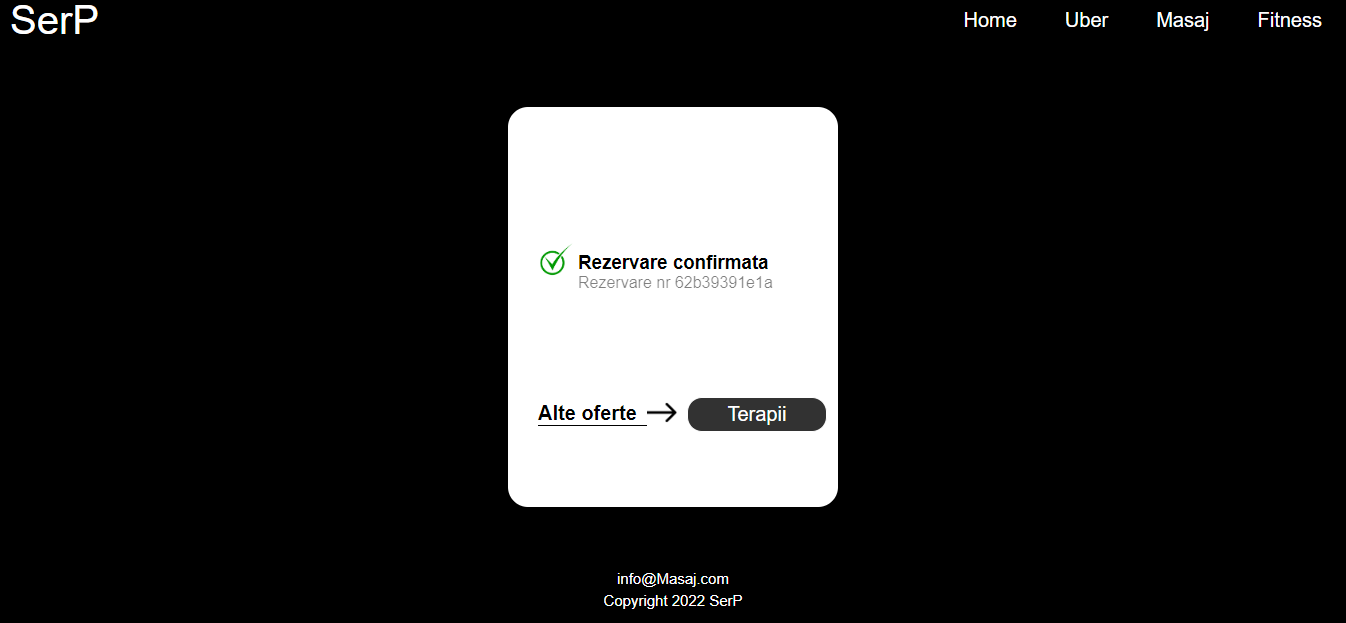 SerP
Home Uber Masaj Fitness
Rezervare confirmata
Rezervare nr 62b39391e1a
Alte oferte Terapii
info@Masaj.com
Copyright 2022 SerP